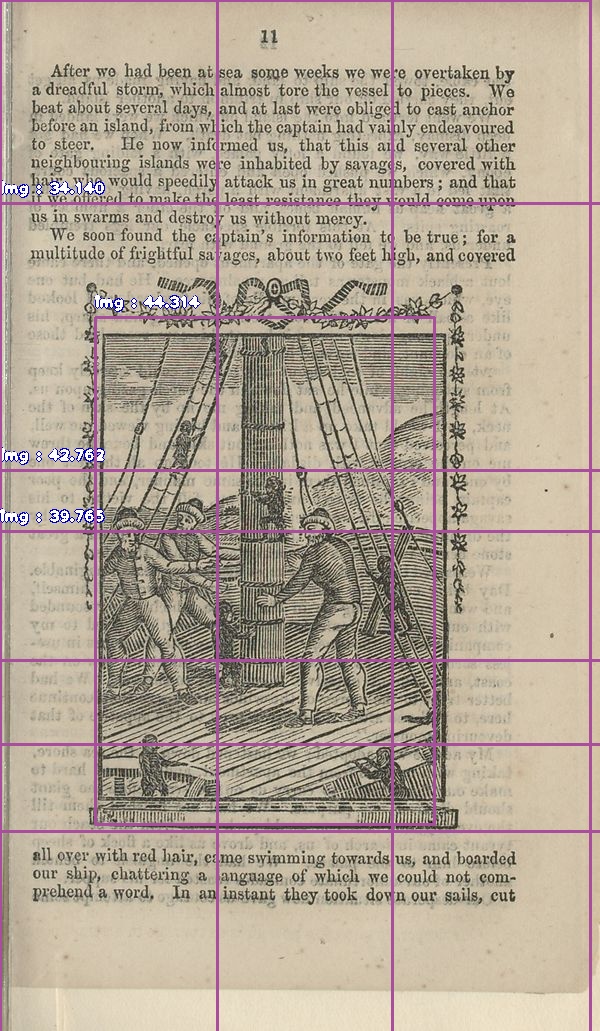 11
After we had been at sea some weeks we were overtaken by
a dreadful storm, which almost tore the vessel to pieces. We
beat about several days, and at last were obliged to cast anchor
before an island, from which the captain had vainly endeavoured
to steer. He now informed us, that this and several other
neighbouring islands were inhabited by savages, covered with
hair, who would speedily attack us in great numbers; and that
Img : 34.140
if we offered to make the least resistance they would come upon
us in swarms and destroy us without mercy.
We soon found the captain's information to be true; for a
multitude of frightful savages, about two feet high, and covered
Img : 44.314
Img : 42.762
Img : 39.765
all over with red hair, came swimming towards us, and boarded
our ship, chattering a language of which we could not com-
prehend a word. In an instant they took down our sails, cut